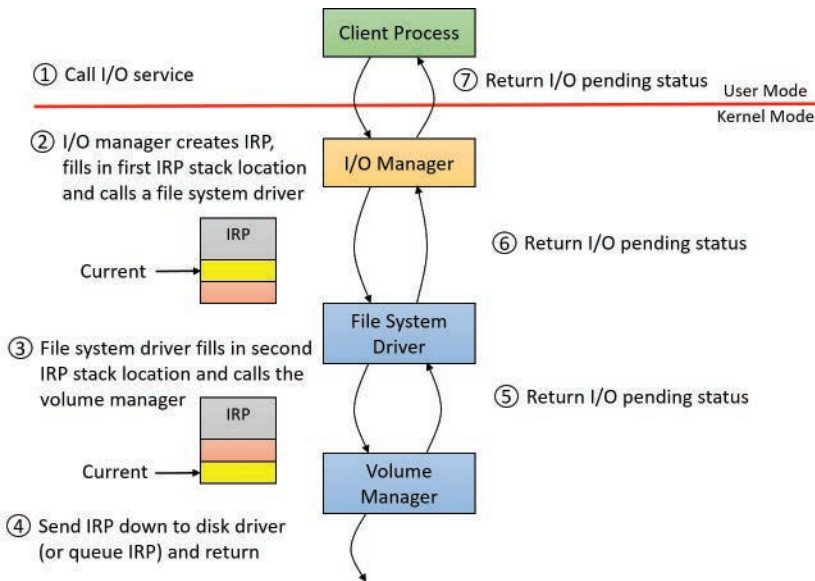 Client Process
① Call I/O service
⑦ Return I/O pending status
User Mode
Kernel Mode
② I/O manager creates IRP,
fills in first IRP stack location
and calls a file system driver
I/O Manager
IRP
Current
⑥ Return I/O pending status
File System
Driver
③ File system driver fills in second
IRP stack location and calls the
volume manager
⑤ Return I/O pending status
IRP
Current
Volume
Manager
④ Send IRP down to disk driver
(or queue IRP) and return